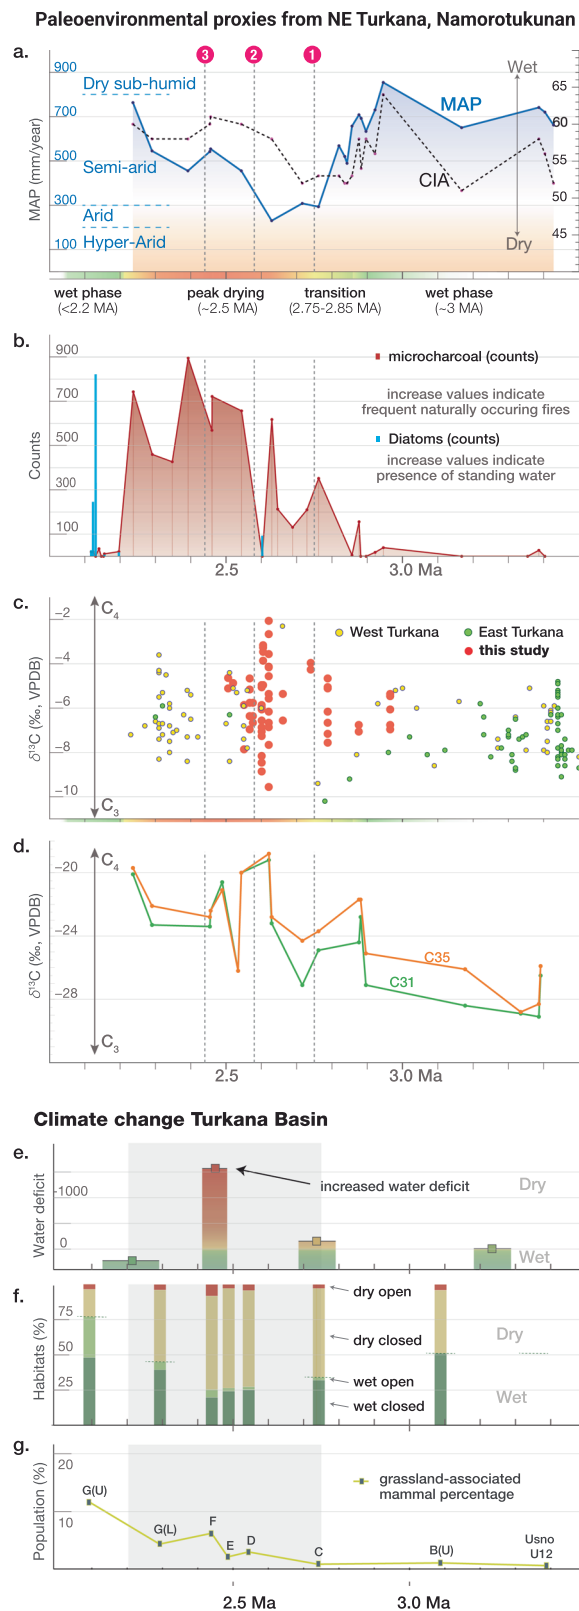 Paleoenvironmental proxies from NE Turkana, Namorotukunan
a.
3 2 1
900
700
500
300
100
MAP (mm/year)
Dry sub-humid
Semi-arid
Arid
Hyper-Arid
Wet
MAP
CIA
Dry
65
60
55
50
45
wet phase
(<2.2 MA)
peak drying
(~2.5 MA)
transition
(2.75-2.85 MA)
wet phase
(~3 MA)
b.
900
700
500
300
100
Counts
microcharcoal (counts)
increase values indicate
frequent naturally occuring fires
Diatoms (counts)
increase values indicate
presence of standing water
2.5 3.0 Ma
c.
−2
−4
−6
−8
−10
δ¹³C (‰, VPDB)
C₄
C₃
West Turkana
East Turkana
this study
d.
−20
−24
−28
δ¹³C (‰, VPDB)
C₄
C₃
C35
C31
2.5 3.0 Ma
Climate change Turkana Basin
e.
Water deficit
-1000
0
increased water deficit
Dry
Wet
f.
Habitats (%)
75
50
25
dry open
dry closed
wet open
wet closed
Dry
Wet
g.
Population (%)
20
10
grassland-associated
mammal percentage
G(U)
G(L)
F
E
D
C
B(U)
Usno
U12
2.5 Ma 3.0 Ma